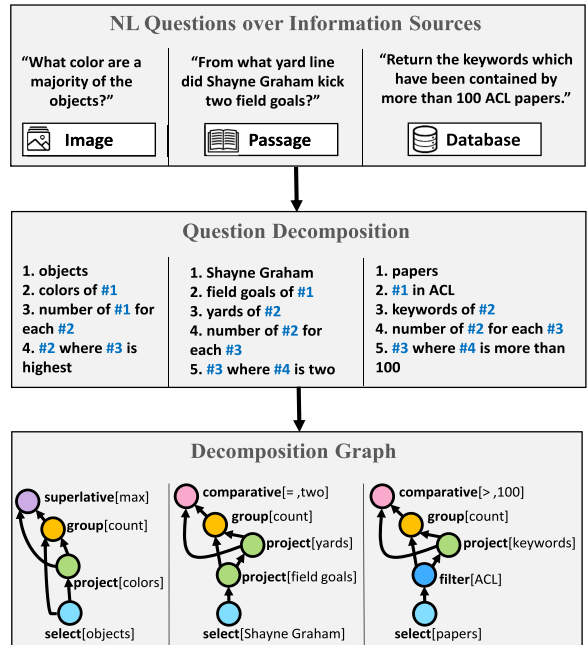 NL Questions over Information Sources
“What color are a
majority of the
objects?”
Image
“From what yard line
did Shayne Graham kick
two field goals?”
Passage
“Return the keywords which
have been contained by
more than 100 ACL papers.”
Database
Question Decomposition
1. objects
2. colors of #1
3. number of #1 for
each #2
4. #2 where #3 is
highest
1. Shayne Graham
2. field goals of #1
3. yards of #2
4. number of #2 for
each #3
5. #3 where #4 is two
1. papers
2. #1 in ACL
3. keywords of #2
4. number of #2 for each #3
5. #3 where #4 is more than
100
Decomposition Graph
superlative[max]
group[count]
project[colors]
select[objects]
comparative[= ,two]
group[count]
project[yards]
project[field goals]
select[Shayne Graham]
comparative[> ,100]
group[count]
project[keywords]
filter[ACL]
select[papers]